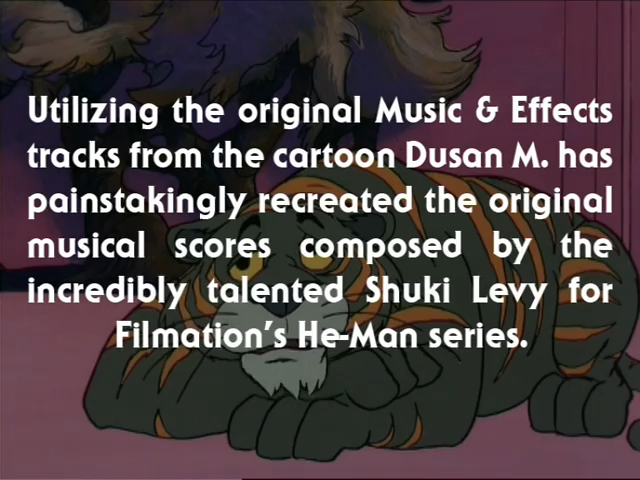 Utilizing the original Music & Effects
tracks from the cartoon Dusan M. has
painstakingly recreated the original
musical scores composed by the
incredibly talented Shuki Levy for
Filmation's He-Man series.